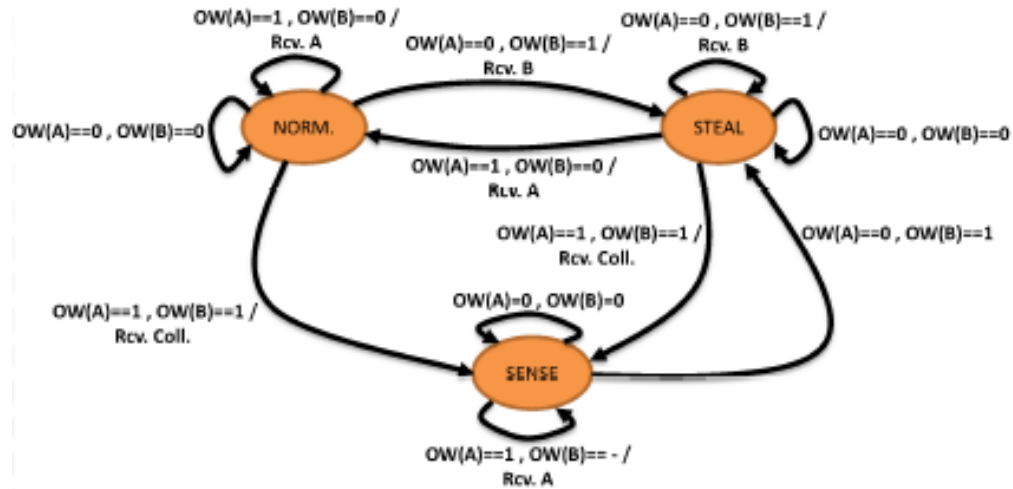 OW(A)==1 , OW(B)==0 /
Rcv. A
OW(A)==0 , OW(B)==1 /
Rcv. B
OW(A)==0 , OW(B)==1 /
Rcv. B
OW(A)==0 , OW(B)==0
NORM.
STEAL
OW(A)==0 , OW(B)==0
OW(A)==1 , OW(B)==0 /
Rcv. A
OW(A)==1 , OW(B)==1 /
Rcv. Coll.
OW(A)==0 , OW(B)==1
OW(A)==1 , OW(B)==1 /
Rcv. Coll.
OW(A)=0 , OW(B)=0
SENSE
OW(A)==1 , OW(B)== - /
Rcv. A